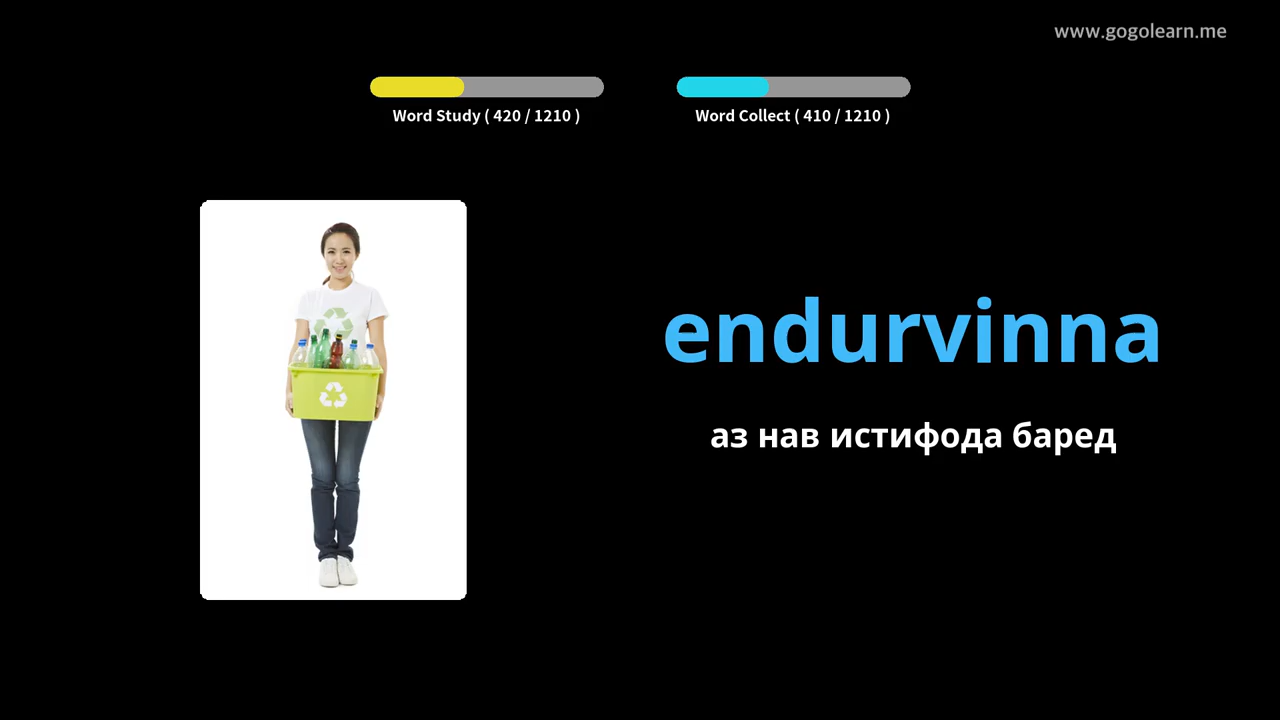 www.gogolearn.me
Word Study ( 420 / 1210 )
Word Collect ( 410 / 1210 )
endurvinna
аз нав истифода баред